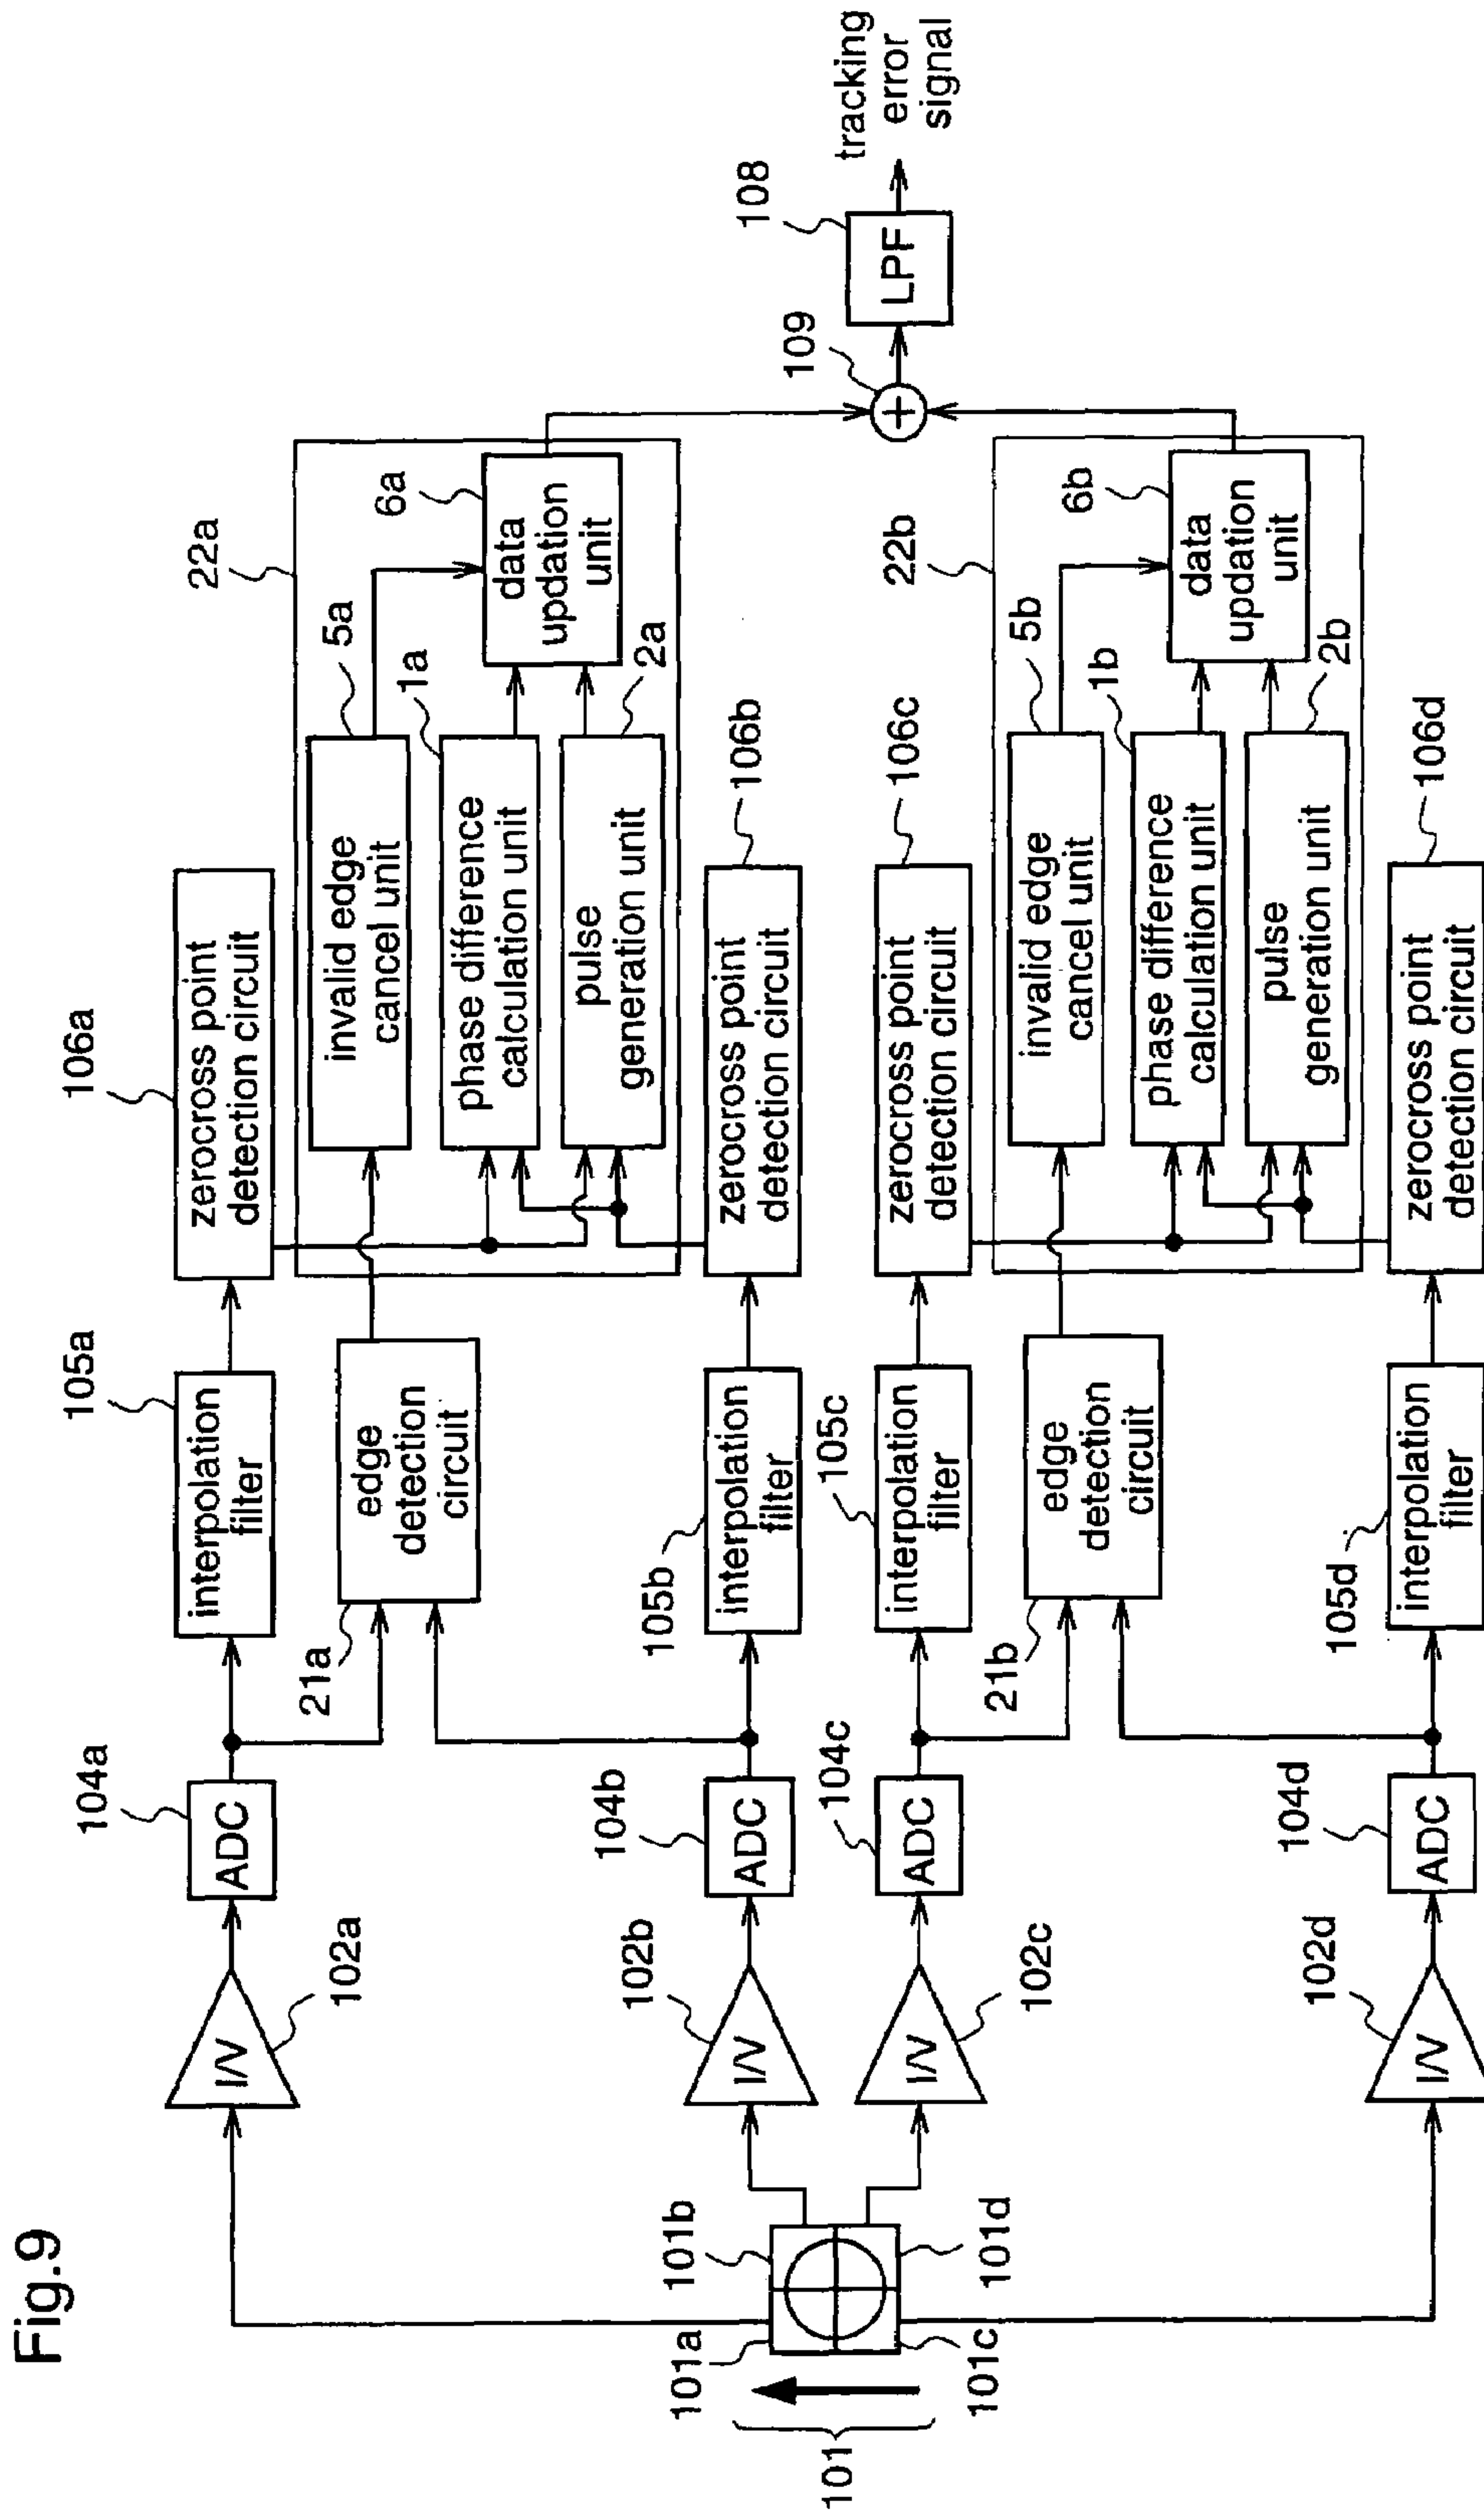 Fig.9
106a
105a
zerocross point
detection circuit
104a
interpolation
filter
22a
ADC
102a
I/V
21a
edge
detection
circuit
5a
invalid edge
cancel unit
6a
1a
phase difference
calculation unit
data
updation
unit
pulse
generation unit
2a
101b
102b
104b
105b
106b
I/V
ADC
interpolation
filter
zerocross point
detection circuit
109
108
LPF
tracking
error
signal
101
101a
101c
101d
102c
104c
105c
106c
I/V
ADC
interpolation
filter
zerocross point
detection circuit
22b
21b
edge
detection
circuit
5b
invalid edge
cancel unit
6b
1b
phase difference
calculation unit
data
updation
unit
pulse
generation unit
2b
102d
104d
105d
106d
I/V
ADC
interpolation
filter
zerocross point
detection circuit